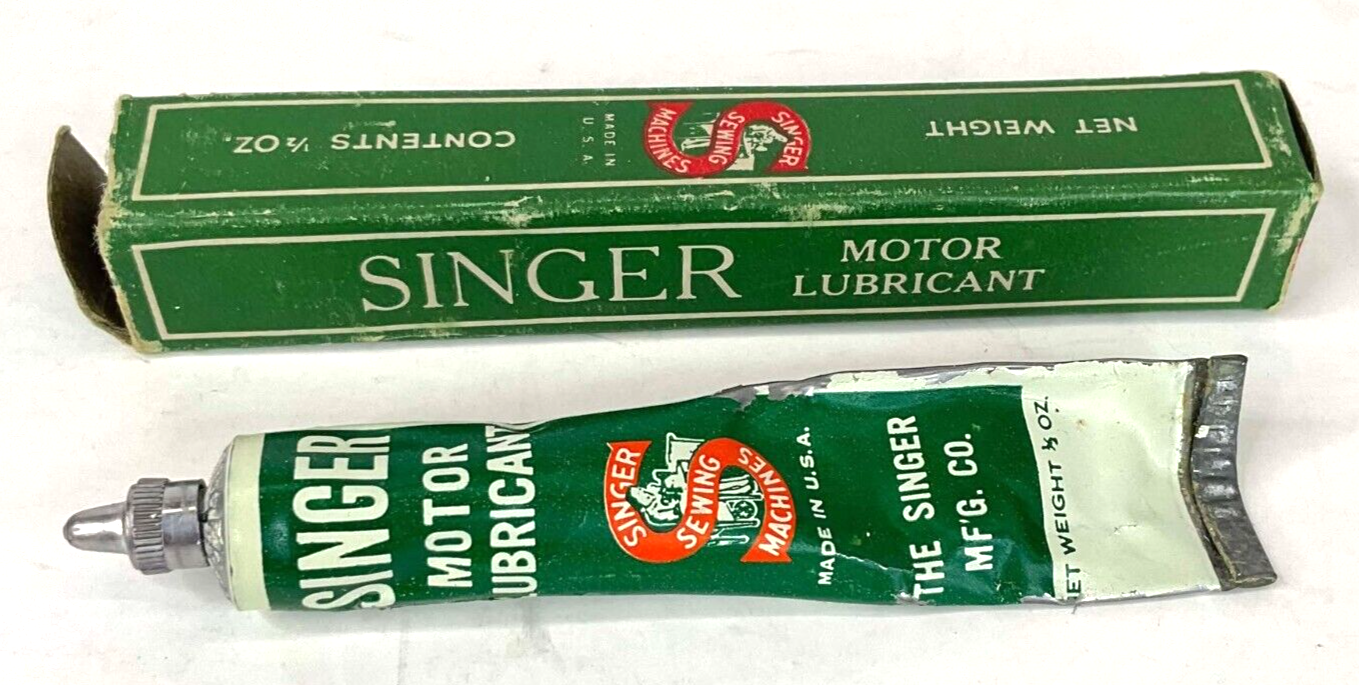 CONTENTS ½ OZ.
MADE IN
U. S. A.
SINGER
SEWING
MACHINES
NET WEIGHT
SINGER
MOTOR
LUBRICANT
SINGER
MOTOR
LUBRICANT
SINGER
SEWING
MACHINES
MADE IN U.S.A.
THE SINGER
MF'G. CO.
NET WEIGHT ½ OZ.